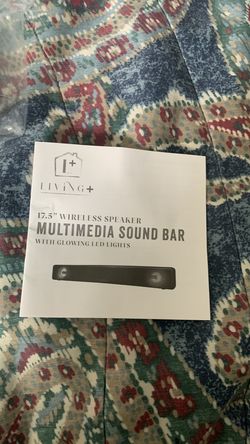 L+
LIVING+
17.5" WIRELESS SPEAKER
MULTIMEDIA SOUND BAR
WITH GLOWING LED LIGHTS